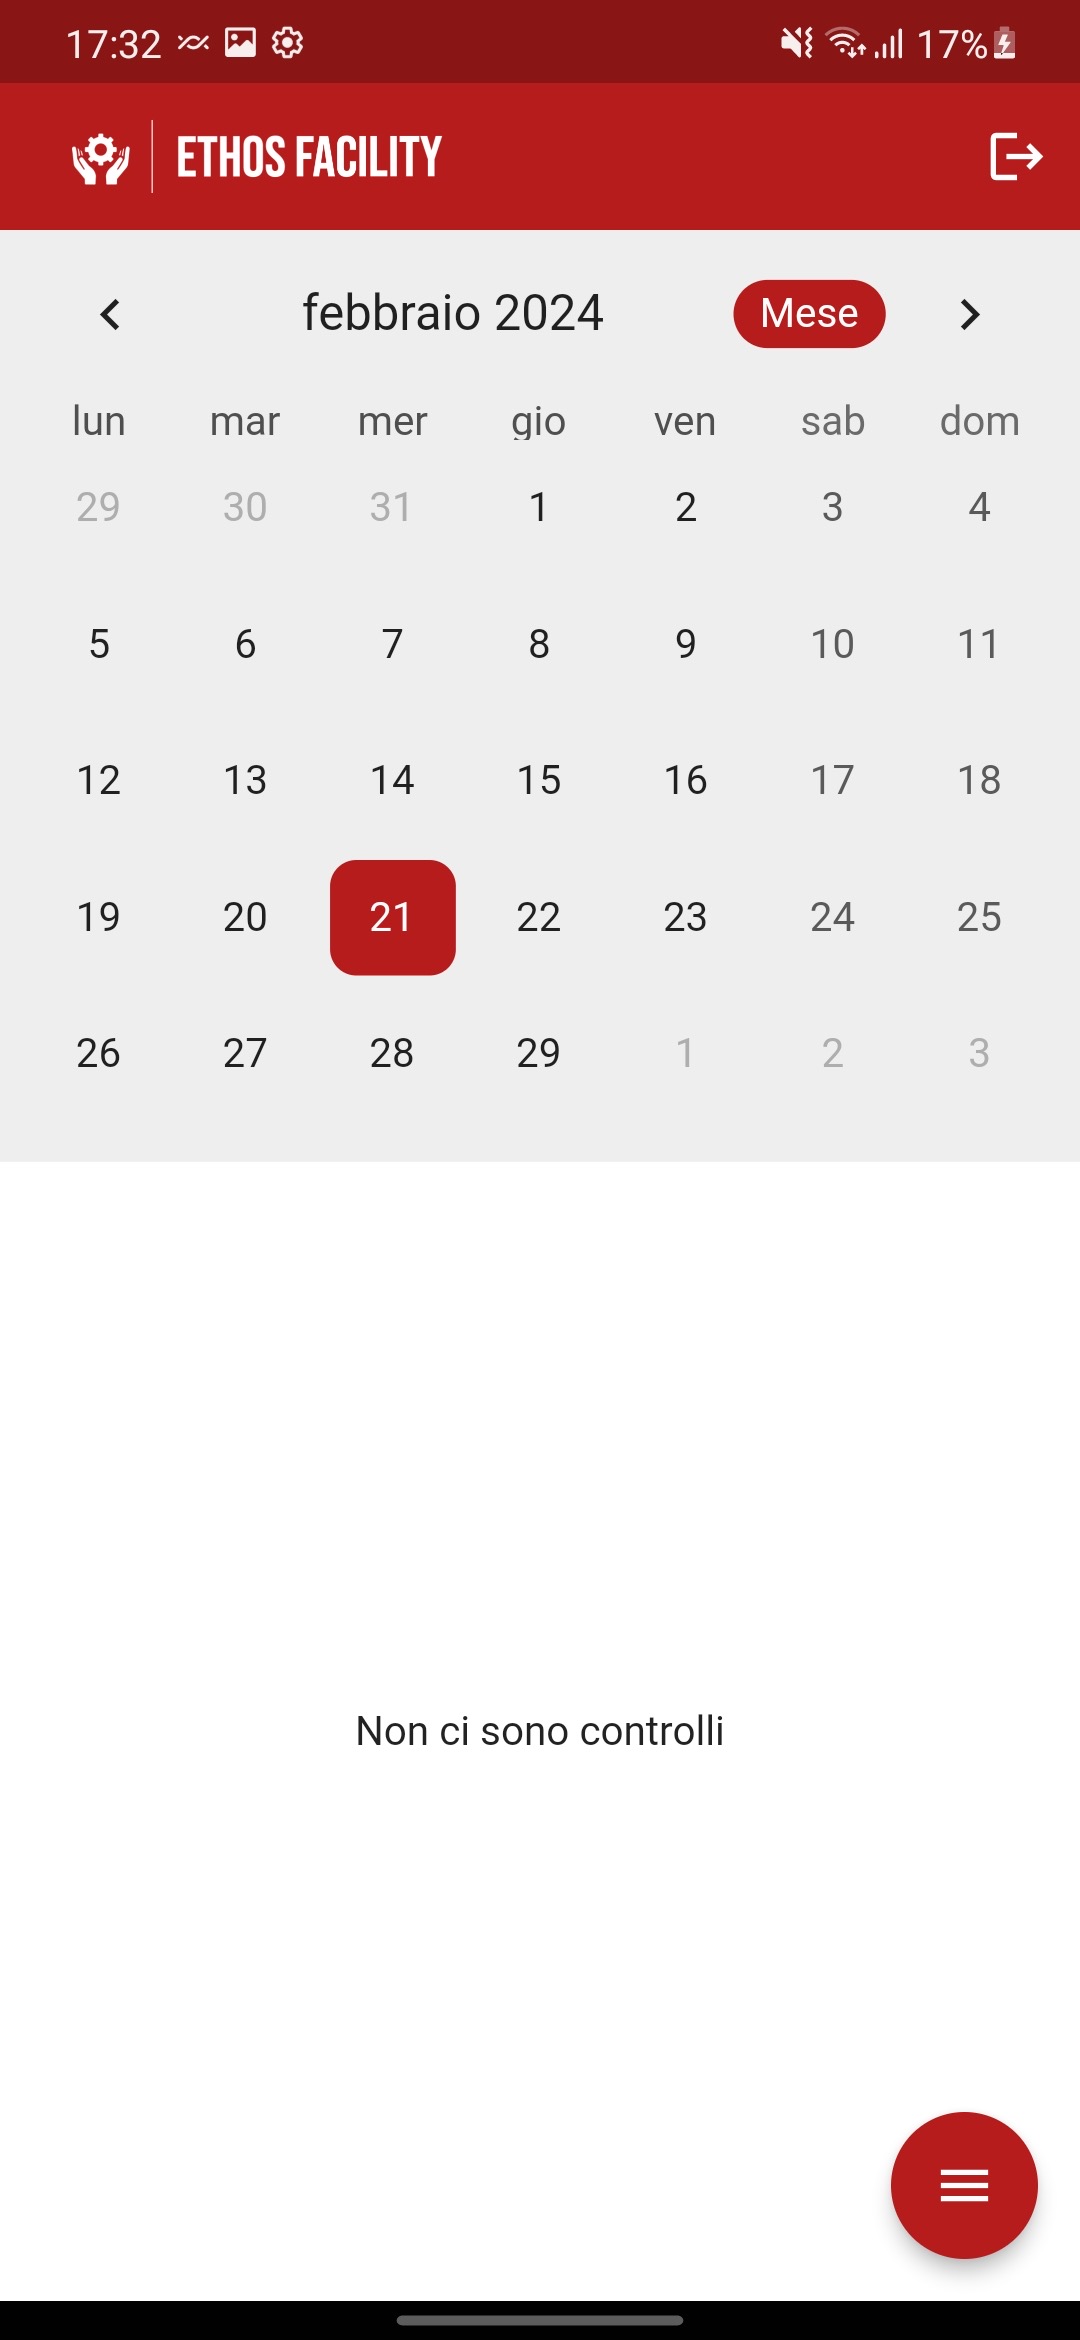 17:32 17%
ETHOS FACILITY
febbraio 2024 Mese
lun mar mer gio ven sab dom
29 30 31 1 2 3 4
5 6 7 8 9 10 11
12 13 14 15 16 17 18
19 20 21 22 23 24 25
26 27 28 29 1 2 3
Non ci sono controlli